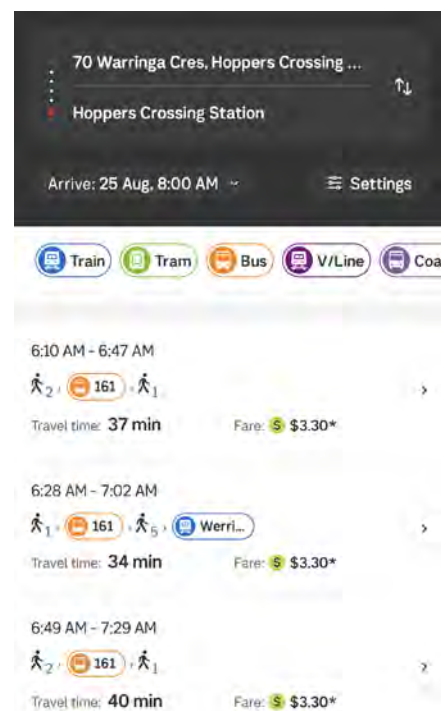 70 Warringa Cres, Hoppers Crossing ...
Hoppers Crossing Station
Arrive: 25 Aug, 8:00 AM Settings
Train Tram Bus V/Line Coa
6:10 AM - 6:47 AM
2 161 1
Travel time: 37 min Fare: S $3.30*
6:28 AM - 7:02 AM
1 161 5 Werri...
Travel time: 34 min Fare: S $3.30*
6:49 AM - 7:29 AM
2 161 1
Travel time: 40 min Fare: S $3.30*